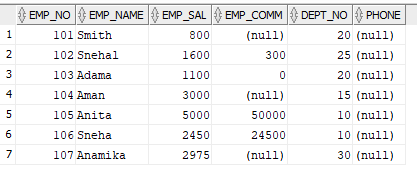 EMP_NO EMP_NAME EMP_SAL EMP_COMM DEPT_NO PHONE
1 101 Smith 800 (null) 20 (null)
2 102 Snehal 1600 300 25 (null)
3 103 Adama 1100 0 20 (null)
4 104 Aman 3000 (null) 15 (null)
5 105 Anita 5000 50000 10 (null)
6 106 Sneha 2450 24500 10 (null)
7 107 Anamika 2975 (null) 30 (null)